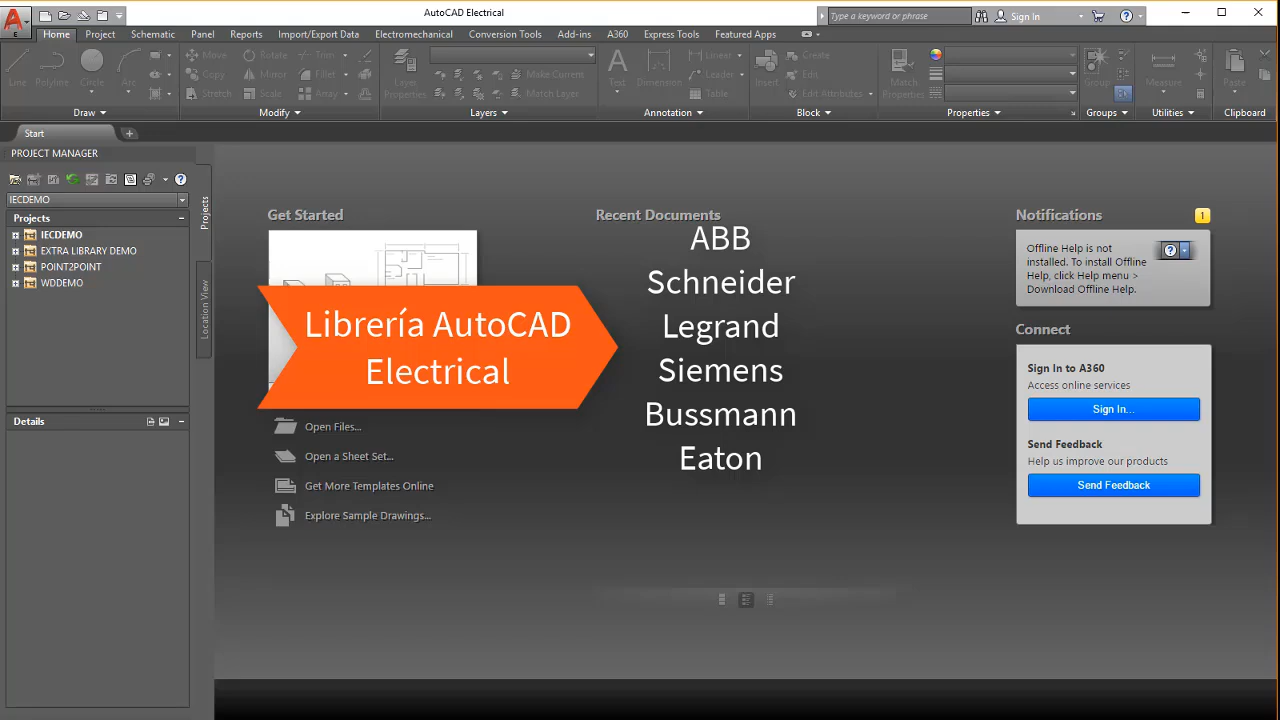 AutoCAD Electrical
Type a keyword or phrase
Sign In
Home Project Schematic Panel Reports Import/Export Data Electromechanical Conversion Tools Add-ins A360 Express Tools Featured Apps
Line Polyline Circle Arc
Move Rotate Trim
Copy Mirror Fillet
Stretch Scale Array
Layer Properties
Make Current
Match Layer
Text Dimension
Linear
Leader
Table
Insert
Create
Edit
Edit Attributes
Match Properties
Group
Measure
Paste
Draw Modify Layers Annotation Block Properties Groups Utilities Clipboard
Start
PROJECT MANAGER
IECDEMO
Projects
IECDEMO
EXTRA LIBRARY DEMO
POINT2POINT
WDDEMO
Details
Projects
Location View
Get Started
Librería AutoCAD
Electrical
Open Files...
Open a Sheet Set...
Get More Templates Online
Explore Sample Drawings...
Recent Documents
ABB
Schneider
Legrand
Siemens
Bussmann
Eaton
Notifications 1
Offline Help is not
installed. To install Offline
Help, click Help menu >
Download Offline Help.
Connect
Sign In to A360
Access online services
Sign In...
Send Feedback
Help us improve our products
Send Feedback